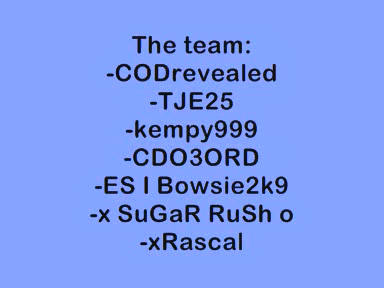 The team:
-CODrevealed
-TJE25
-kempy999
-CDO3ORD
-ES I Bowsie2k9
-x SuGaR RuSh o
-xRascal